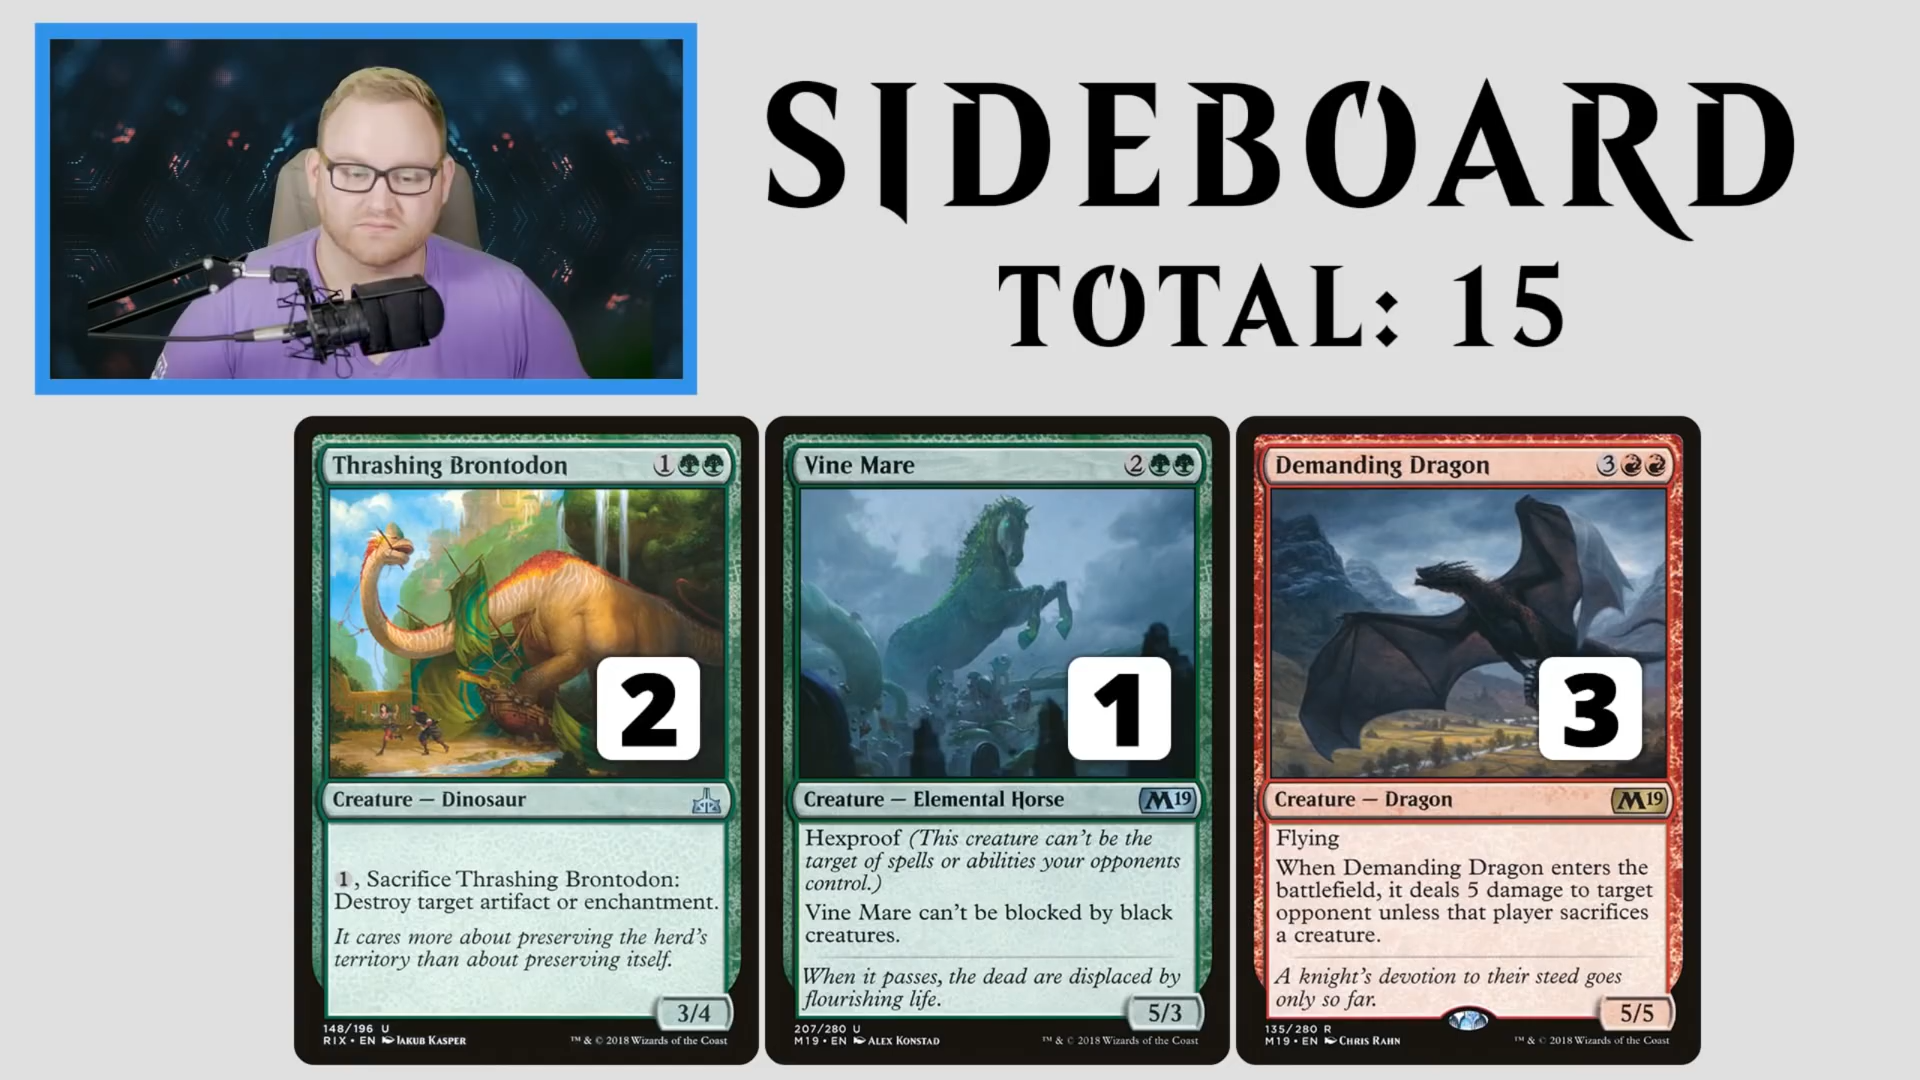 SIDEBOARD
TOTAL: 15
Thrashing Brontodon 1
2
Creature — Dinosaur
1, Sacrifice Thrashing Brontodon:
Destroy target artifact or enchantment.
It cares more about preserving the herd's
territory than about preserving itself.
3/4
148/196 U
RIX • EN JAKUB KASPER
™ & © 2018 Wizards of the Coast
Vine Mare 2
1
Creature — Elemental Horse
M19
Hexproof (This creature can't be the
target of spells or abilities your opponents
control.)
Vine Mare can't be blocked by black
creatures.
When it passes, the dead are displaced by
flourishing life.
5/3
207/280 U
M19 • EN ALEX KONSTAD
™ & © 2018 Wizards of the Coast
Demanding Dragon 3
3
Creature — Dragon
M19
Flying
When Demanding Dragon enters the
battlefield, it deals 5 damage to target
opponent unless that player sacrifices
a creature.
A knight's devotion to their steed goes
only so far.
5/5
135/280 R
M19 • EN CHRIS RAHN
™ & © 2018 Wizards of the Coast